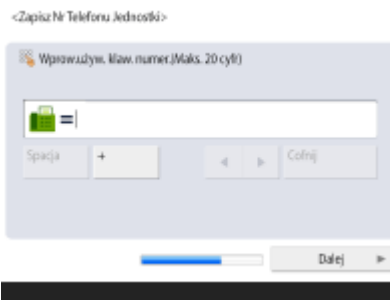 <Zapisz Nr Telefonu Jednostki>
Wprow.używ. klaw. numer.(Maks. 20 cyfr)
=
Spacja + Cofnij
Dalej